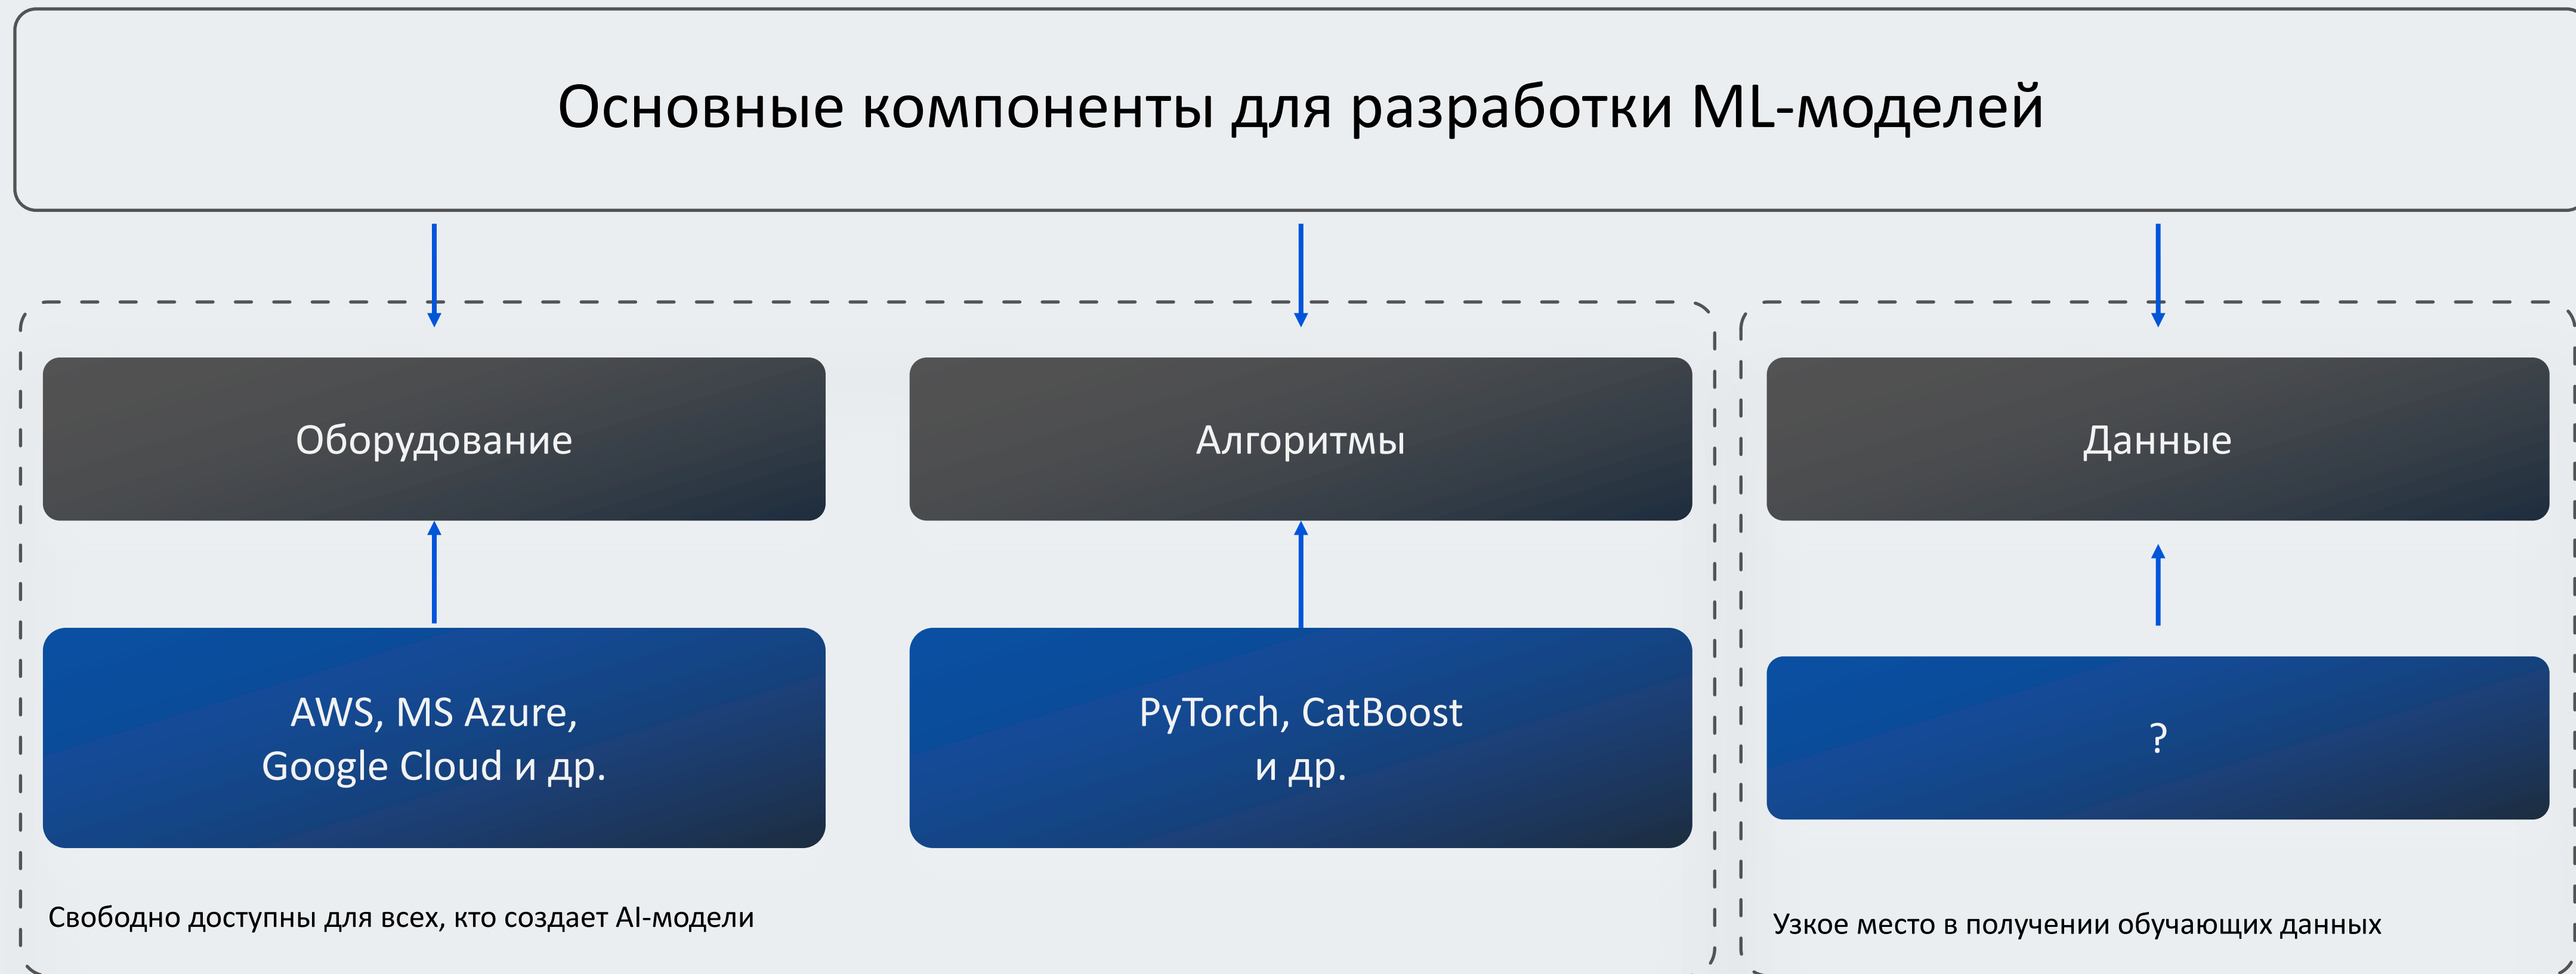 Основные компоненты для разработки ML-моделей
Оборудование
Алгоритмы
Данные
AWS, MS Azure,
Google Cloud и др.
PyTorch, CatBoost
и др.
?
Свободно доступны для всех, кто создает AI-модели
Узкое место в получении обучающих данных